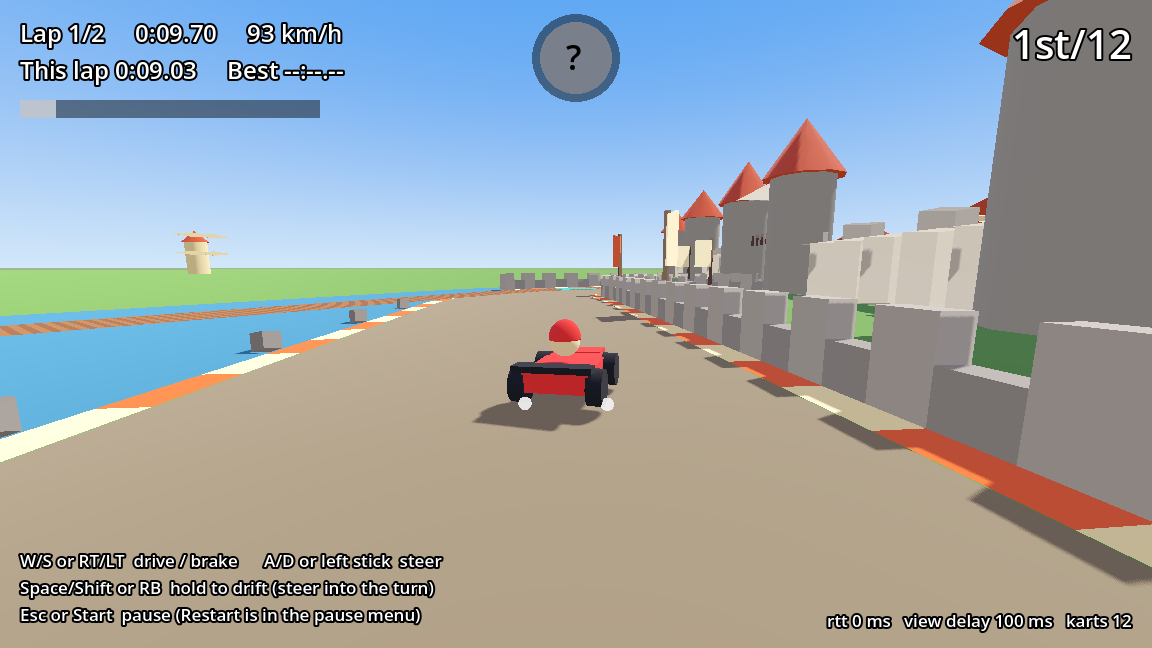 Lap 1/2 0:09.70 93 km/h
This lap 0:09.03 Best --:--.--
?
1st/12
W/S or RT/LT drive / brake A/D or left stick steer
Space/Shift or RB hold to drift (steer into the turn)
Esc or Start pause (Restart is in the pause menu)
rtt 0 ms view delay 100 ms karts 12